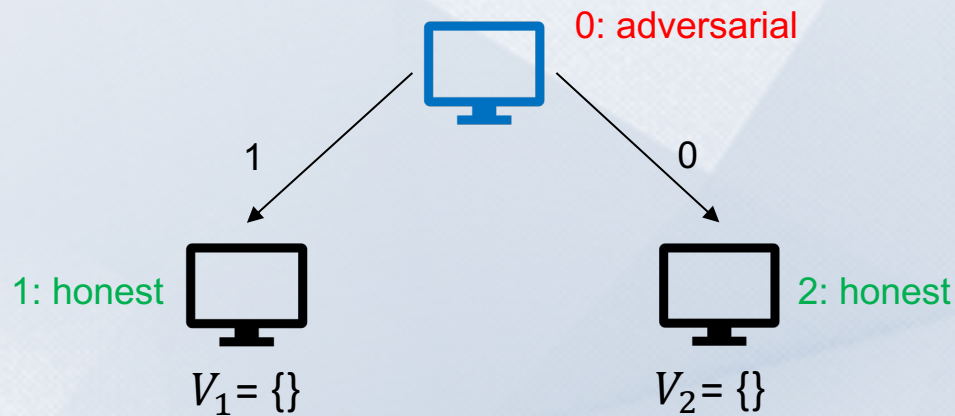 0: adversarial
1
0
1: honest
2: honest
V₁= {}
V₂= {}